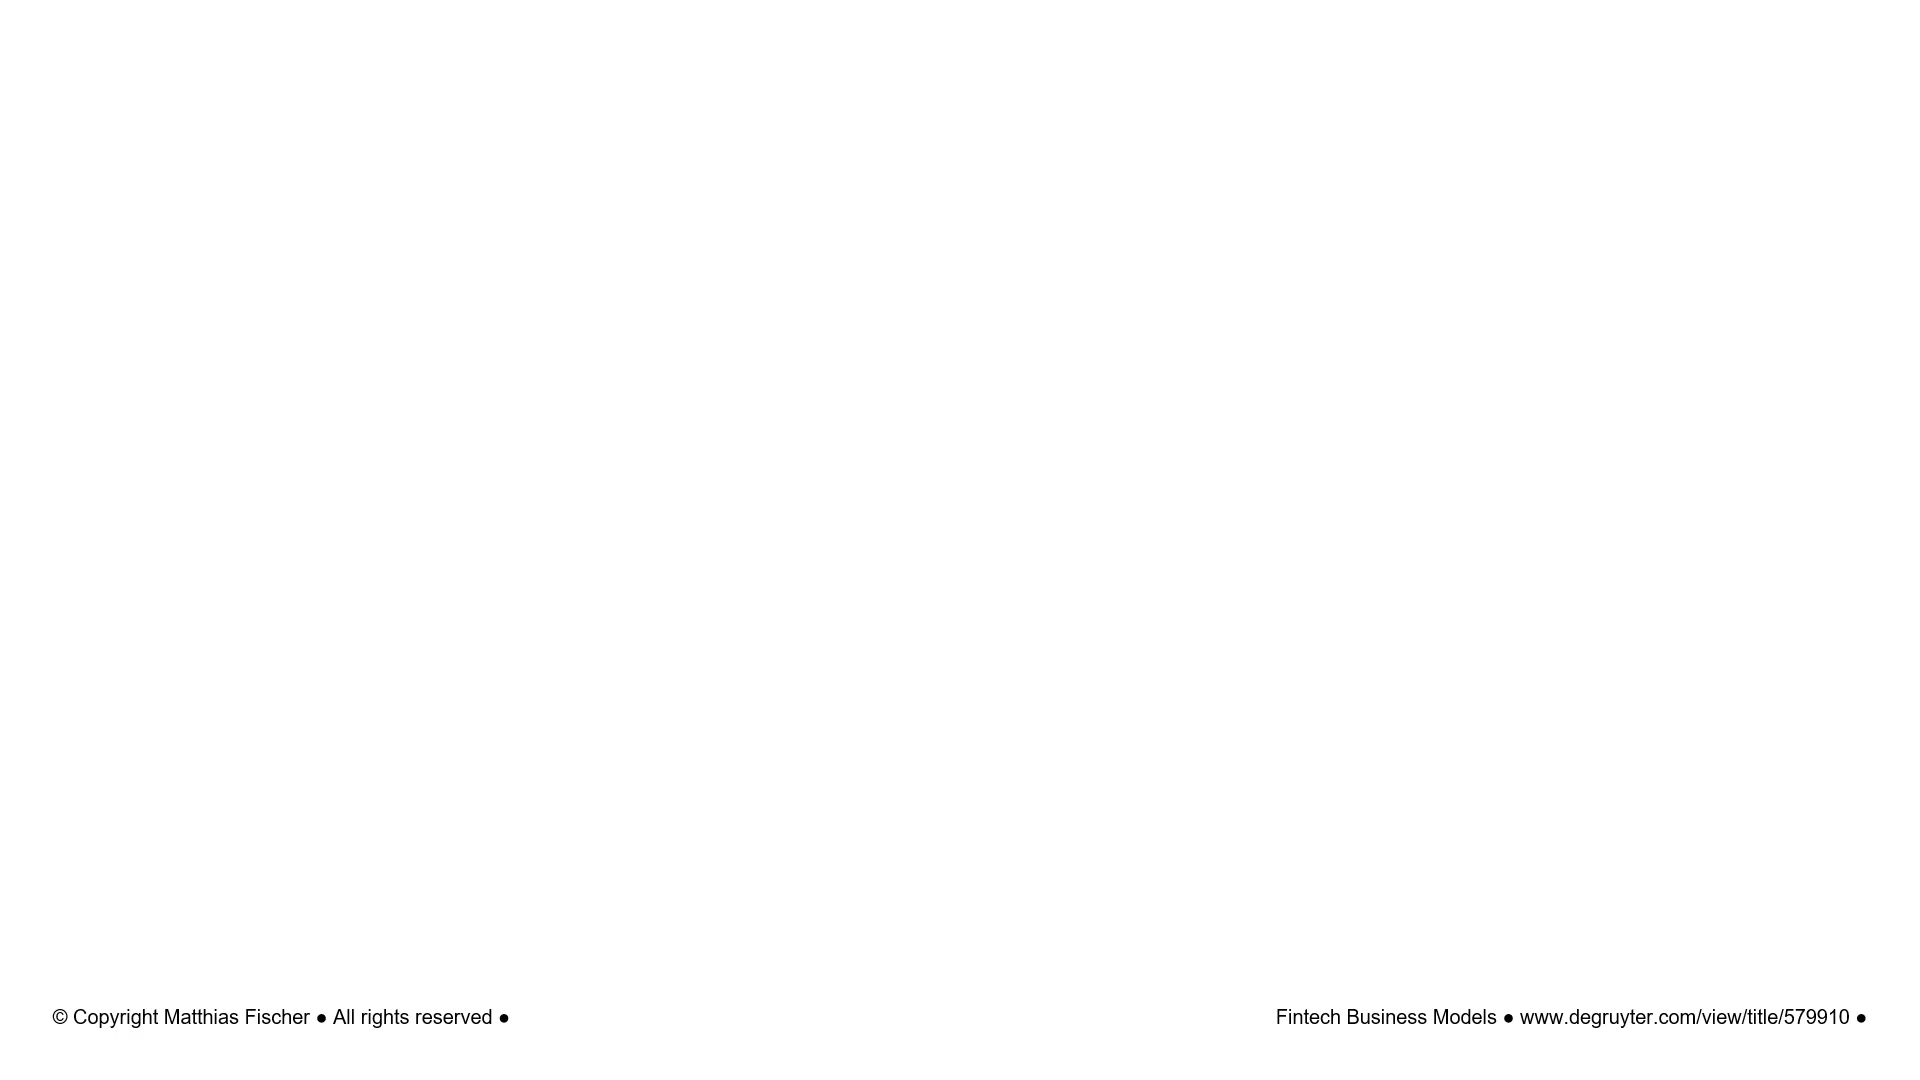 © Copyright Matthias Fischer ● All rights reserved ●
Fintech Business Models ● www.degruyter.com/view/title/579910 ●